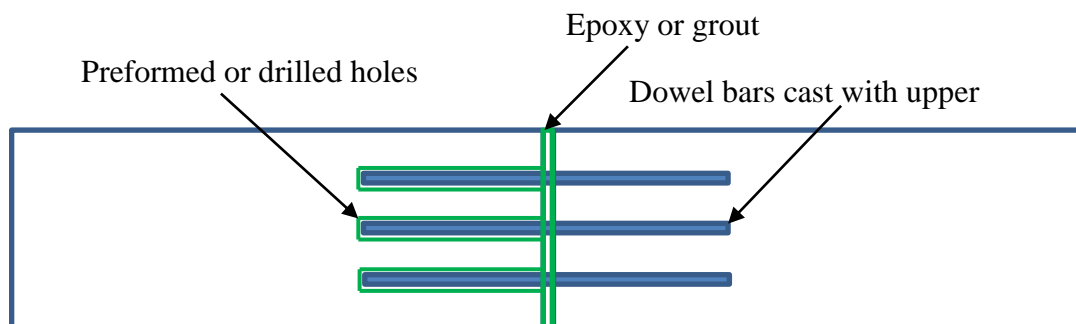 Epoxy or grout
Preformed or drilled holes
Dowel bars cast with upper